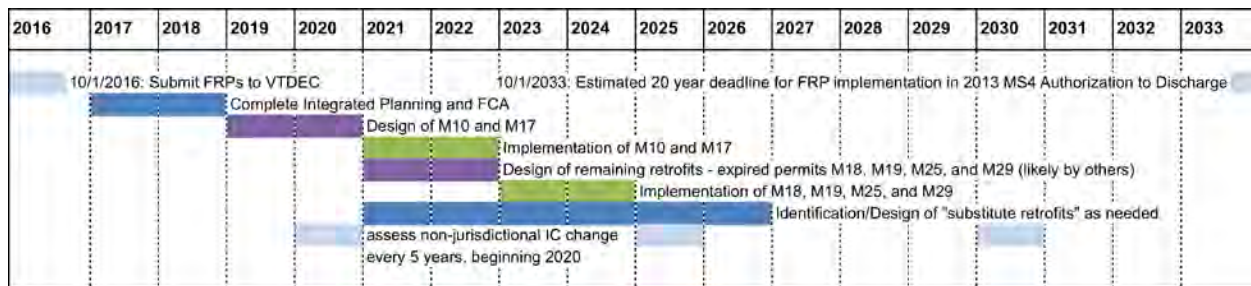 2016 2017 2018 2019 2020 2021 2022 2023 2024 2025 2026 2027 2028 2029 2030 2031 2032 2033
10/1/2016: Submit FRPs to VTDEC 10/1/2033: Estimated 20 year deadline for FRP implementation in 2013 MS4 Authorization to Discharge
Complete Integrated Planning and FCA
Design of M10 and M17
Implementation of M10 and M17
Design of remaining retrofits - expired permits M18, M19, M25, and M29 (likely by others)
Implementation of M18, M19, M25, and M29
Identification/Design of "substitute retrofits" as needed
assess non-jurisdictional IC change
every 5 years, beginning 2020